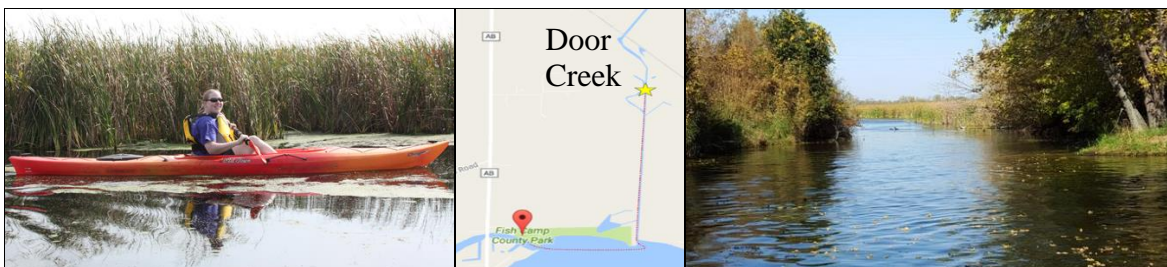 AB
Door
Creek
AB
Road
Fish Camp
County Park